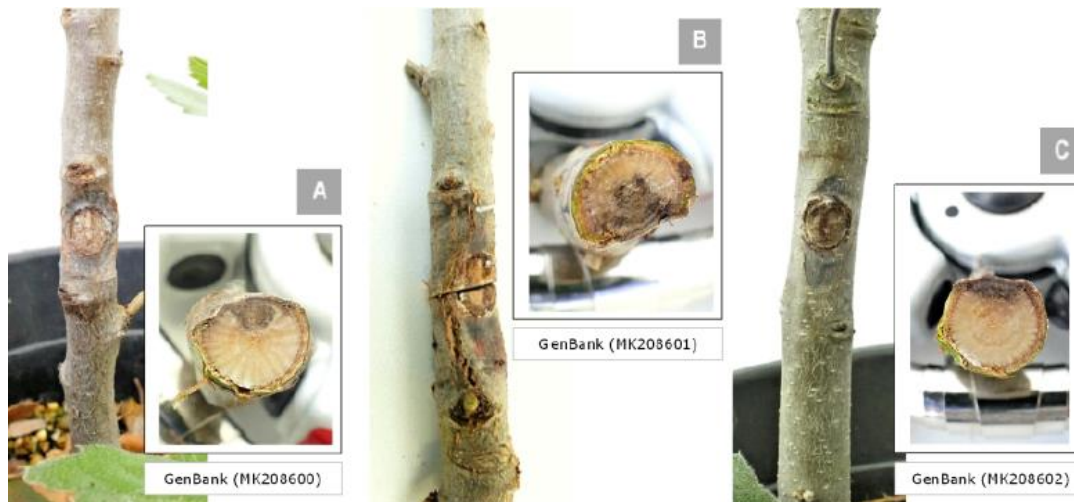 A
GenBank (MK208600)
B
GenBank (MK208601)
C
GenBank (MK208602)